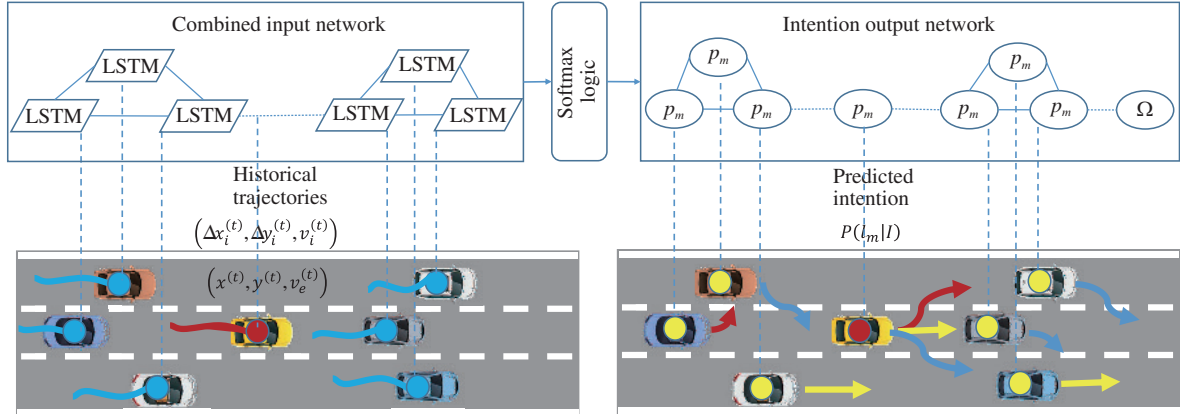 Combined input network
LSTM
LSTM
LSTM
LSTM
LSTM
LSTM
Softmax
logic
Intention output network
p_m
p_m
p_m
p_m
p_m
p_m
p_m
Ω
Historical
trajectories
(Δx_i^{(t)}, Δy_i^{(t)}, v_i^{(t)})
(x^{(t)}, y^{(t)}, v_e^{(t)})
Predicted
intention
P(l_m|I)